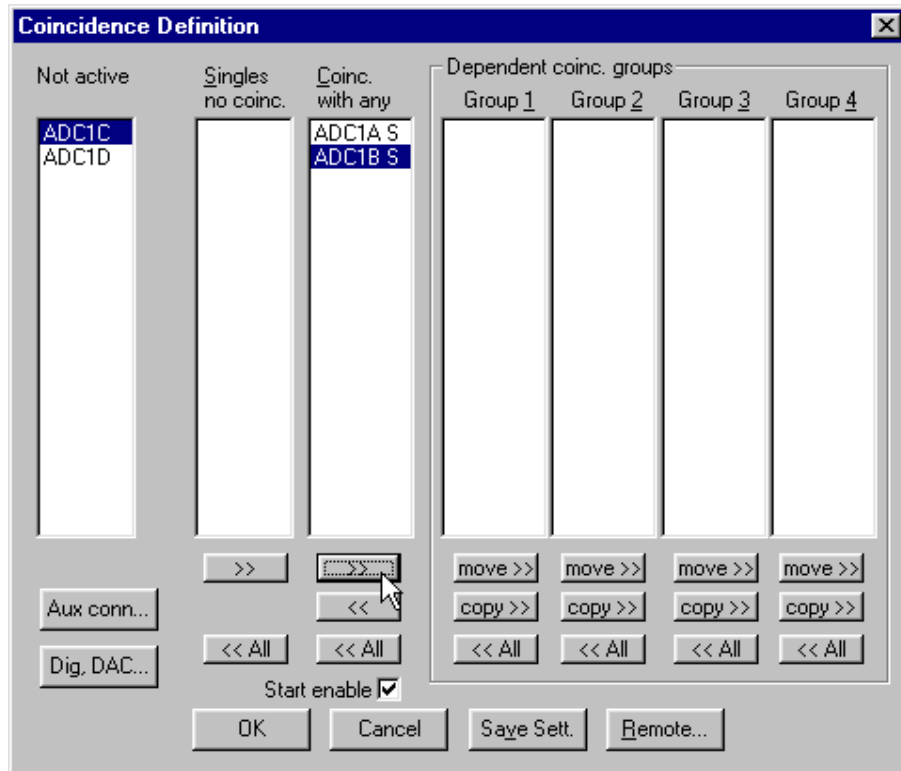 Coincidence Definition
Not active
Singles
no coinc.
Coinc.
with any
Dependent coinc. groups
Group 1
Group 2
Group 3
Group 4
ADC1C
ADC1D
ADC1A S
ADC1B S
>>
>>
move >>
move >>
move >>
move >>
Aux conn...
<<
copy >>
copy >>
copy >>
copy >>
Dig, DAC...
<< All
<< All
<< All
<< All
<< All
<< All
Start enable
OK
Cancel
Save Sett.
Remote...